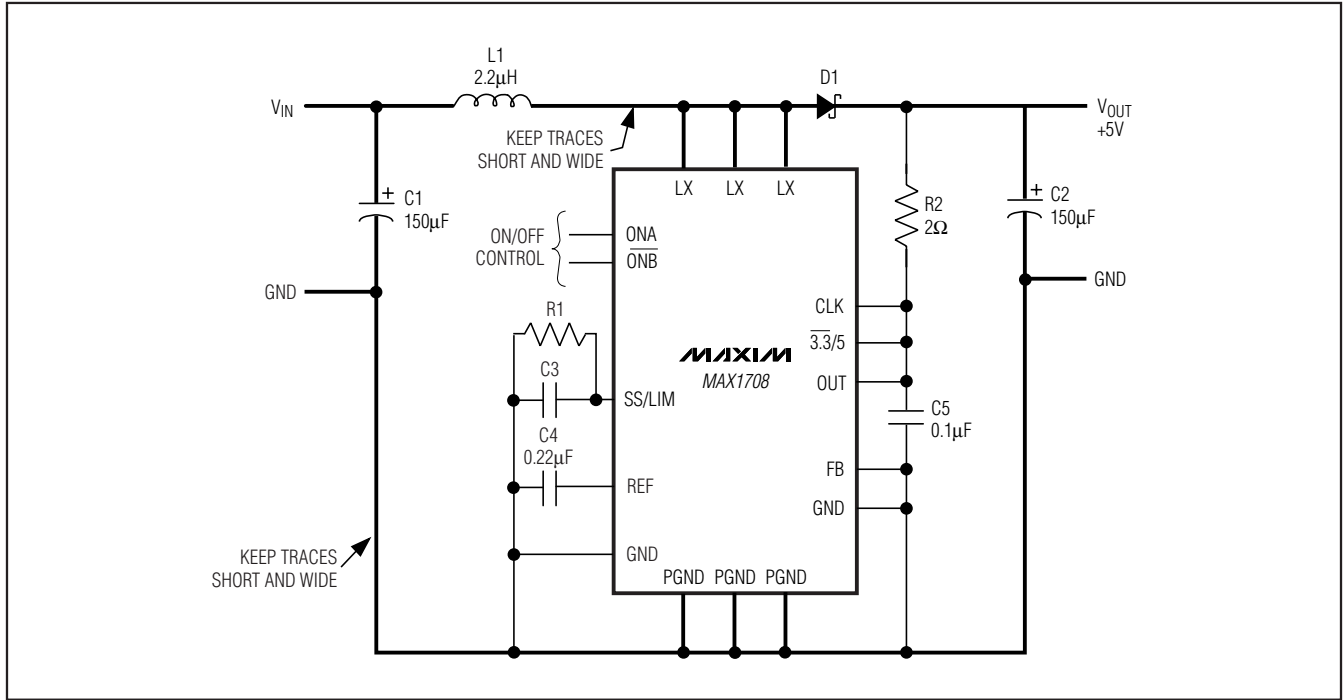 L1
2.2µH
D1
VIN
VOUT
+5V
KEEP TRACES
SHORT AND WIDE
LX LX LX
+
C1
150µF
R2
2Ω
+
C2
150µF
ON/OFF
CONTROL
ONA
O̅N̅B̅
GND
GND
CLK
R1
3̅.3̅/5
MAXIM
MAX1708
OUT
C3
SS/LIM
C5
0.1µF
C4
0.22µF
FB
REF
GND
KEEP TRACES
SHORT AND WIDE
GND
PGND PGND PGND